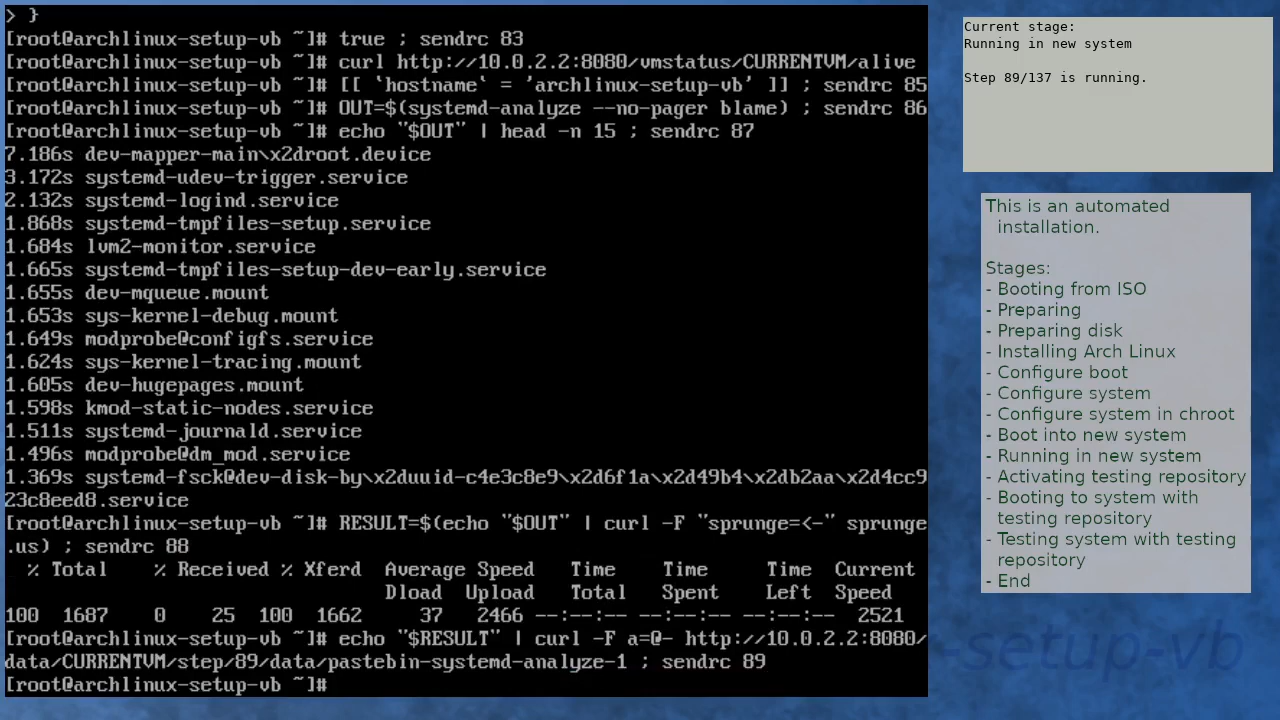 > }
[root@archlinux-setup-vb ~]# true ; sendrc 83
[root@archlinux-setup-vb ~]# curl http://10.0.2.2:8080/vmstatus/CURRENTVM/alive
[root@archlinux-setup-vb ~]# [[ `hostname` = 'archlinux-setup-vb' ]] ; sendrc 85
[root@archlinux-setup-vb ~]# OUT=$(systemd-analyze --no-pager blame) ; sendrc 86
[root@archlinux-setup-vb ~]# echo "$OUT" | head -n 15 ; sendrc 87
7.186s dev-mapper-main\x2droot.device
3.172s systemd-udev-trigger.service
2.132s systemd-logind.service
1.868s systemd-tmpfiles-setup.service
1.684s lvm2-monitor.service
1.665s systemd-tmpfiles-setup-dev-early.service
1.655s dev-mqueue.mount
1.653s sys-kernel-debug.mount
1.649s modprobe@configfs.service
1.624s sys-kernel-tracing.mount
1.605s dev-hugepages.mount
1.598s kmod-static-nodes.service
1.511s systemd-journald.service
1.496s modprobe@dm_mod.service
1.369s systemd-fsck@dev-disk-by\x2duuid-c4e3c8e9\x2d6f1a\x2d49b4\x2db2aa\x2d4cc9
23c8eed8.service
[root@archlinux-setup-vb ~]# RESULT=$(echo "$OUT" | curl -F "sprunge=<-" sprunge
.us) ; sendrc 88
  % Total    % Received % Xferd  Average Speed   Time    Time     Time  Current
                                 Dload  Upload   Total   Spent    Left  Speed
100  1687    0    25  100  1662     37   2466 --:--:-- --:--:-- --:--:--  2521
[root@archlinux-setup-vb ~]# echo "$RESULT" | curl -F a=@- http://10.0.2.2:8080/
data/CURRENTVM/step/89/data/pastebin-systemd-analyze-1 ; sendrc 89
[root@archlinux-setup-vb ~]#
Current stage:
Running in new system
Step 89/137 is running.
This is an automated
installation.
Stages:
- Booting from ISO
- Preparing
- Preparing disk
- Installing Arch Linux
- Configure boot
- Configure system
- Configure system in chroot
- Boot into new system
- Running in new system
- Activating testing repository
- Booting to system with
testing repository
- Testing system with testing
repository
- End
-setup-vb